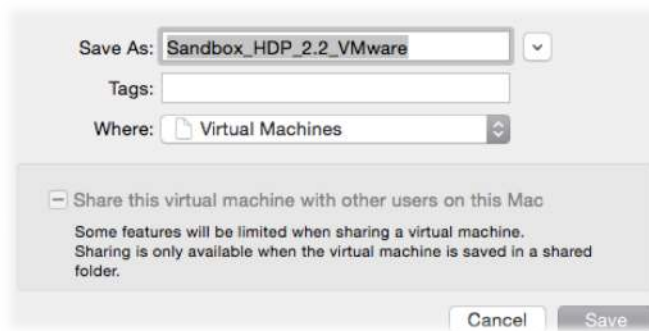 Save As: Sandbox_HDP_2.2_VMware
Tags:
Where: Virtual Machines
Share this virtual machine with other users on this Mac
Some features will be limited when sharing a virtual machine.
Sharing is only available when the virtual machine is saved in a shared
folder.
Cancel Save